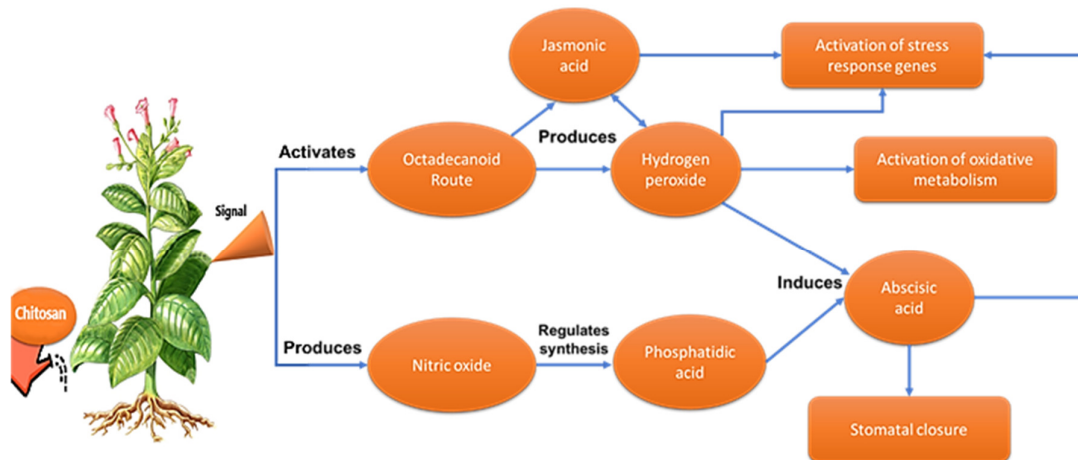 Jasmonic
acid
Activation of stress
response genes
Activates
Octadecanoid
Route
Produces
Hydrogen
peroxide
Activation of oxidative
metabolism
Signal
Chitosan
Induces
Abscisic
acid
Produces
Nitric oxide
Regulates
synthesis
Phosphatidic
acid
Stomatal closure